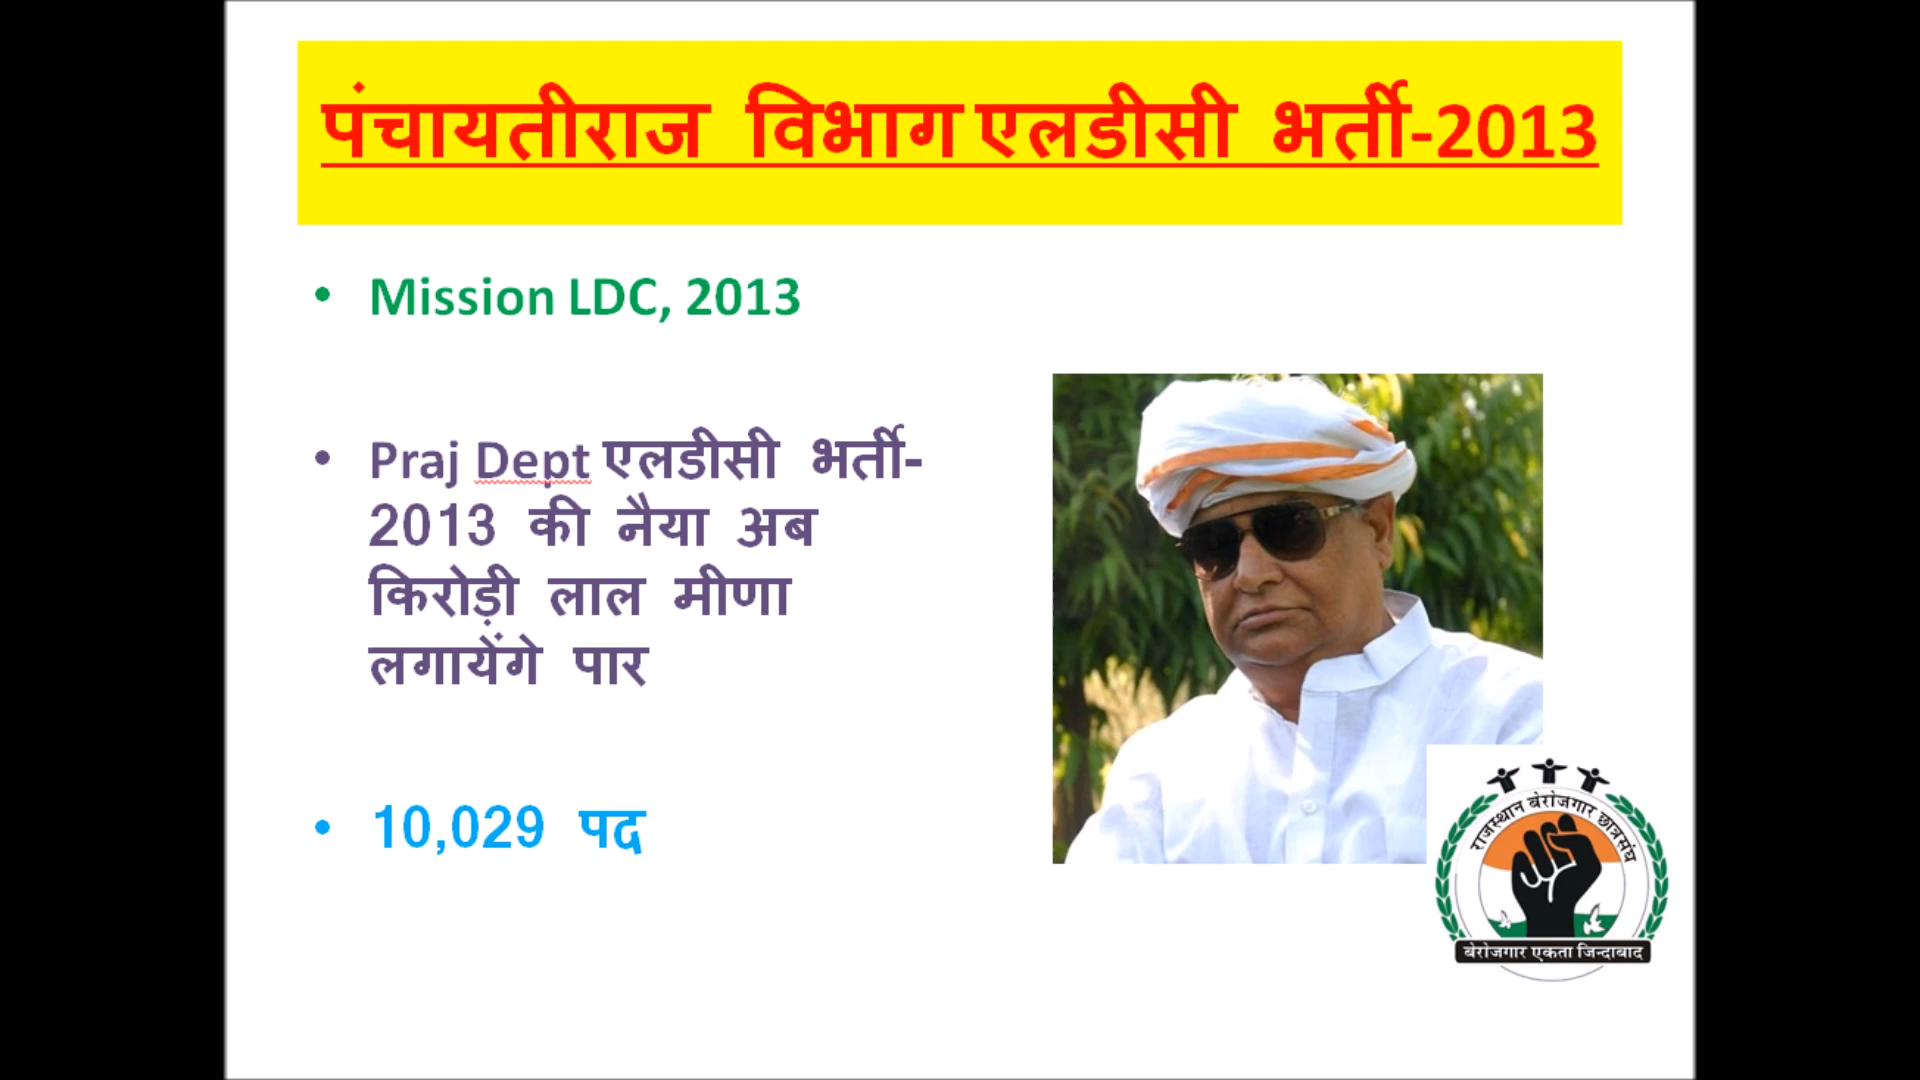 पंचायतीराज विभाग एलडीसी भर्ती-2013
• Mission LDC, 2013
• Praj Dept एलडीसी भर्ती-
2013 की नैया अब
किरोड़ी लाल मीणा
लगायेंगे पार
• 10,029 पद
राजस्थान बेरोजगार छात्रसंघ
बेरोजगार एकता जिन्दाबाद